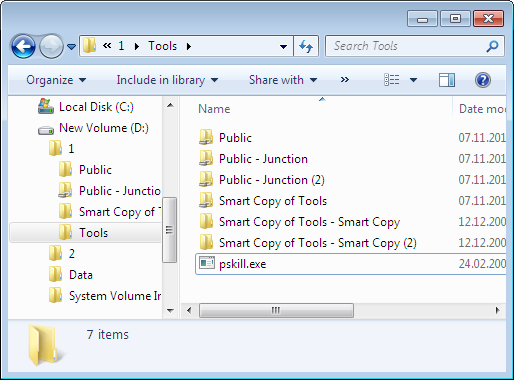 « 1 Tools
Search Tools
Organize Include in library Share with »
Local Disk (C:)
New Volume (D:)
1
Public
Public - Junctio
Smart Copy of T
Tools
2
Data
System Volume Ir
Name Date mod
Public 07.11.201
Public - Junction 07.11.201
Public - Junction (2) 07.11.201
Smart Copy of Tools 07.11.201
Smart Copy of Tools - Smart Copy 12.12.200
Smart Copy of Tools - Smart Copy (2) 12.12.200
pskill.exe 24.02.200
7 items